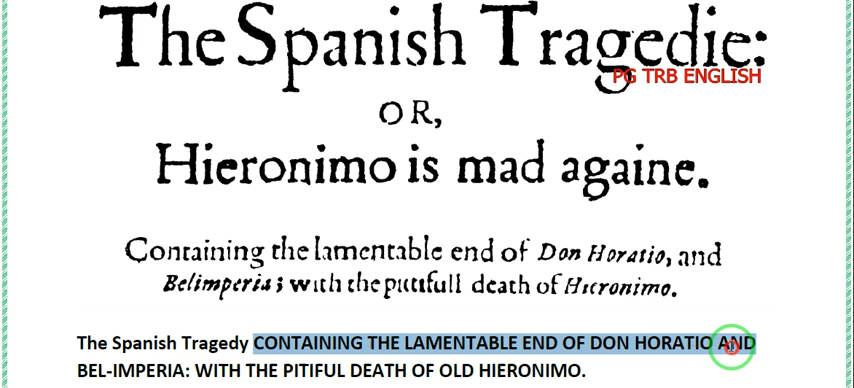 The Spanish Tragedie:
PG TRB ENGLISH
OR,
Hieronimo is mad againe.
Containing the lamentable end of Don Horatio, and
Belimperia; with the pittifull death of Hieronimo.
The Spanish Tragedy CONTAINING THE LAMENTABLE END OF DON HORATIO AND
BEL-IMPERIA: WITH THE PITIFUL DEATH OF OLD HIERONIMO.